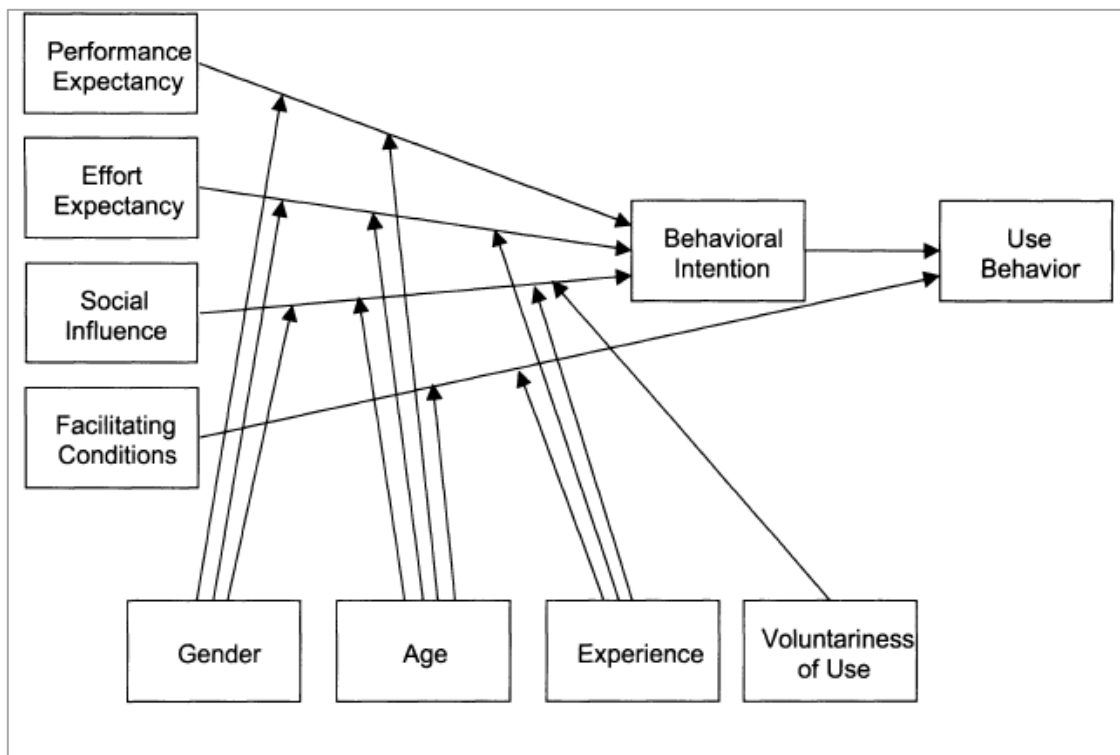 Performance
Expectancy
Effort
Expectancy
Social
Influence
Facilitating
Conditions
Behavioral
Intention
Use
Behavior
Gender
Age
Experience
Voluntariness
of Use